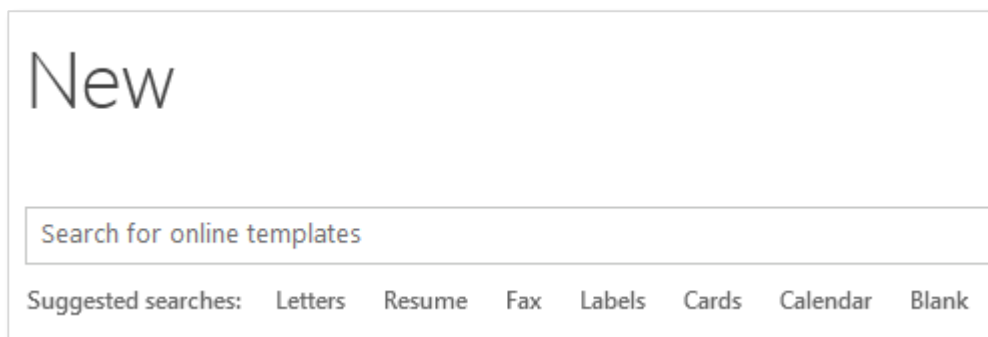 New
Search for online templates
Suggested searches: Letters Resume Fax Labels Cards Calendar Blank